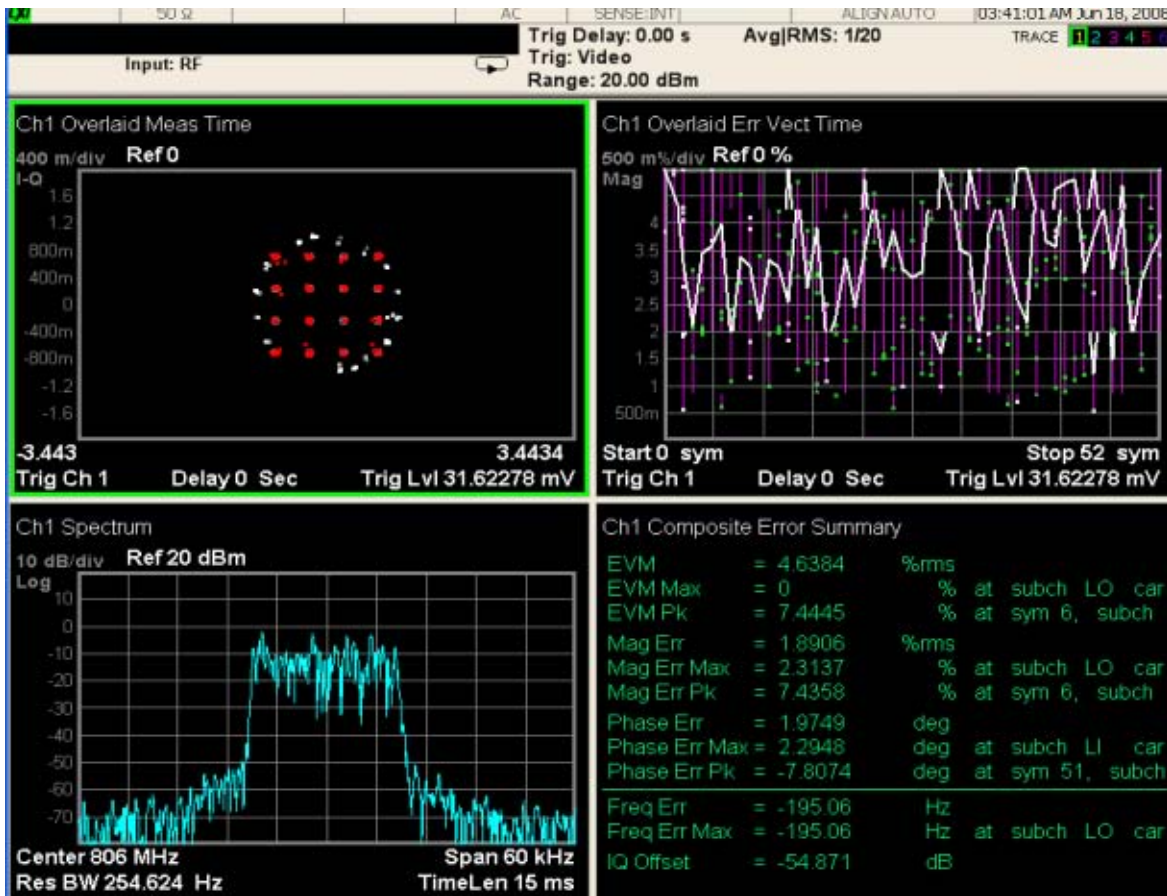 50 Ω AC SENSE:INT ALIGN AUTO 03:41:01 AM Jun 18, 2008
Trig Delay: 0.00 s Avg|RMS: 1/20 TRACE 1 2 3 4 5 6
Input: RF Trig: Video
Range: 20.00 dBm
Ch1 Overlaid Meas Time
400 m/div Ref 0
I-Q
1.6
1.2
800m
400m
0
-400m
-800m
-1.2
-1.6
-3.443 3.4434
Trig Ch 1 Delay 0 Sec Trig Lvl 31.62278 mV
Ch1 Overlaid Err Vect Time
500 m%/div Ref 0 %
Mag
4
3.5
3
2.5
2
1.5
1
500m
Start 0 sym Stop 52 sym
Trig Ch 1 Delay 0 Sec Trig Lvl 31.62278 mV
Ch1 Spectrum
10 dB/div Ref 20 dBm
Log
10
0
-10
-20
-30
-40
-50
-60
-70
Center 806 MHz Span 60 kHz
Res BW 254.624 Hz TimeLen 15 ms
Ch1 Composite Error Summary
EVM = 4.6384 %rms
EVM Max = 0 % at subch LO car
EVM Pk = 7.4445 % at sym 6, subch
Mag Err = 1.8906 %rms
Mag Err Max = 2.3137 % at subch LO car
Mag Err Pk = 7.4358 % at sym 6, subch
Phase Err = 1.9749 deg
Phase Err Max = 2.2948 deg at subch LI car
Phase Err Pk = -7.8074 deg at sym 51, subch
Freq Err = -195.06 Hz
Freq Err Max = -195.06 Hz at subch LO car
IQ Offset = -54.871 dB